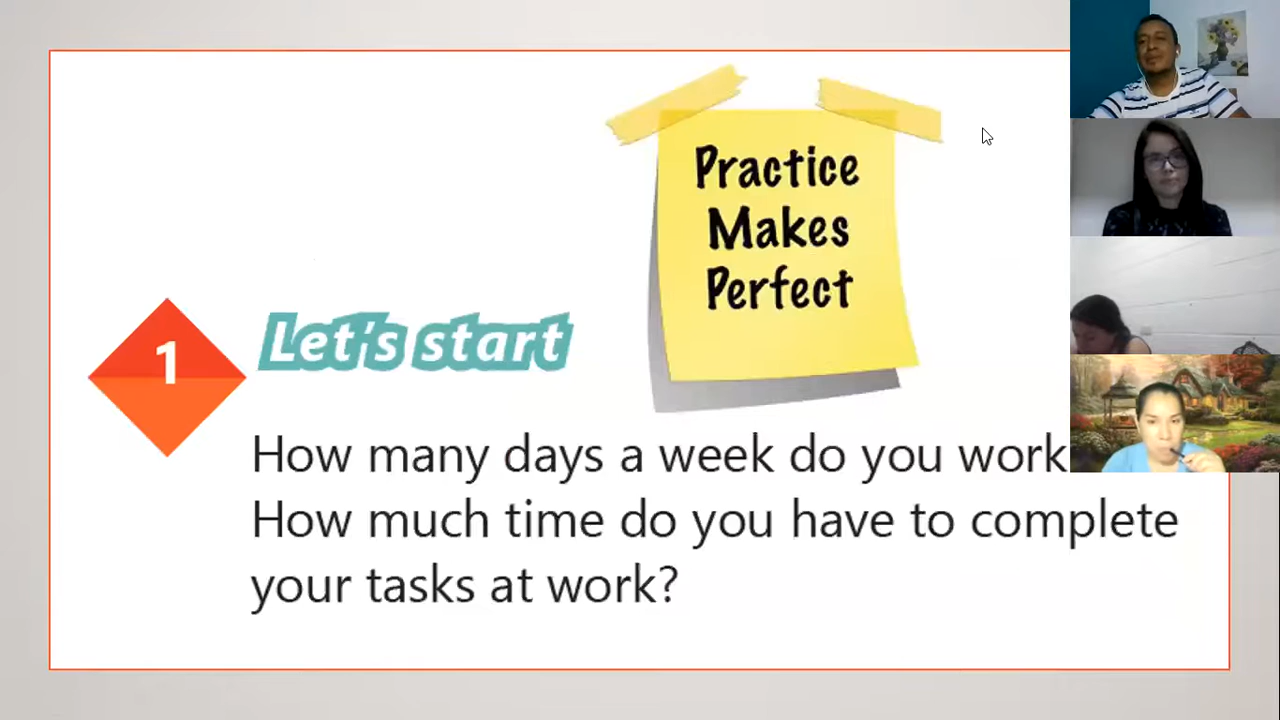 Practice
Makes
Perfect
1
Let's start
How many days a week do you work
How much time do you have to complete
your tasks at work?